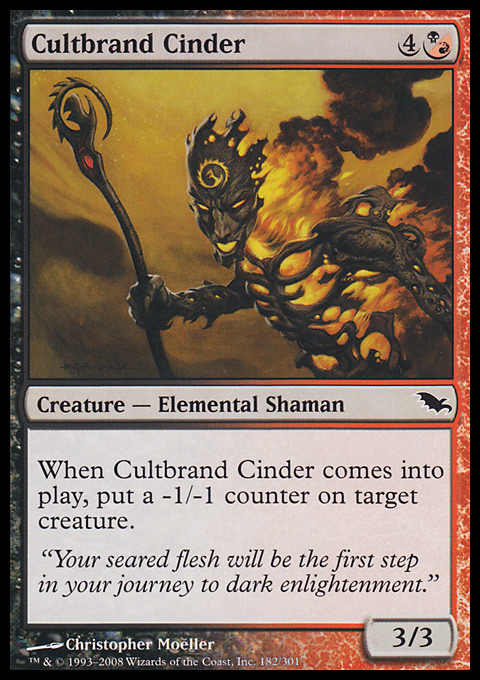 Cultbrand Cinder 4
Creature — Elemental Shaman
When Cultbrand Cinder comes into
play, put a -1/-1 counter on target
creature.
“Your seared flesh will be the first step
in your journey to dark enlightenment.”
Christopher Moeller
™ & © 1993–2008 Wizards of the Coast, Inc. 182/301
3/3